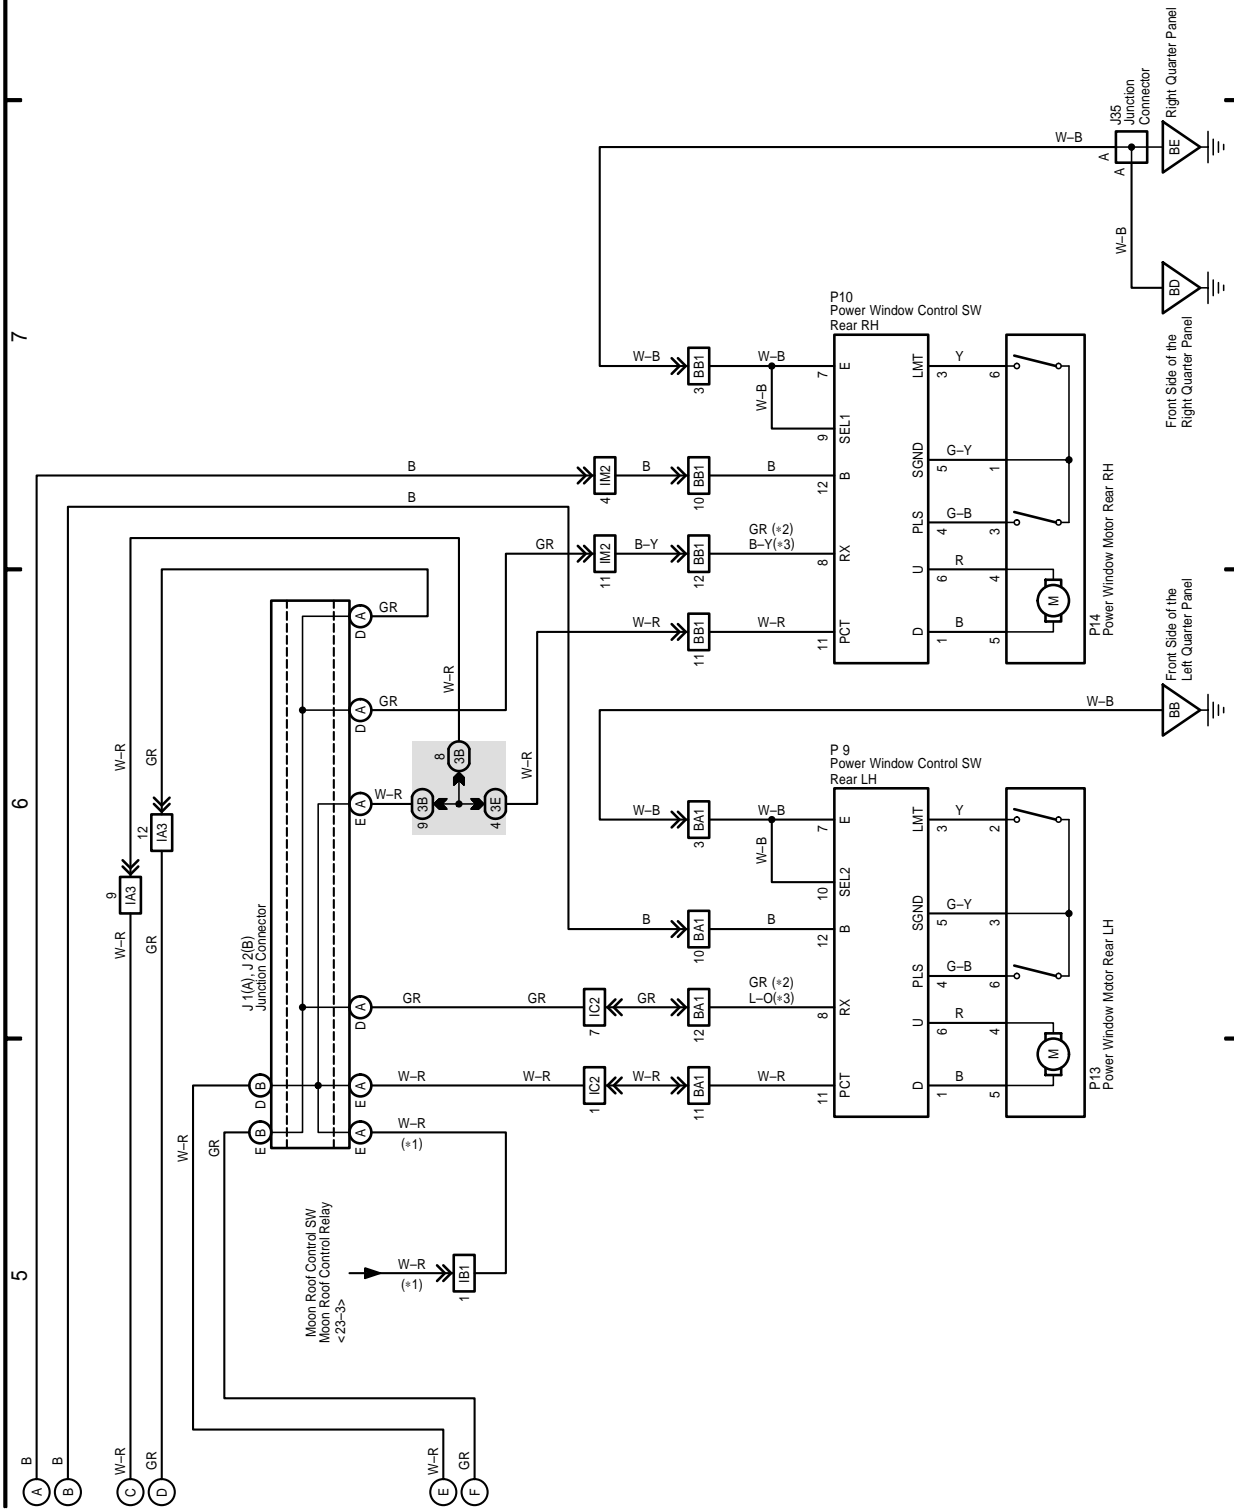 7
6
5
A
B
B
B
C
W–R
D
GR
E
W–R
F
GR
W–R
9
IA3
W–R
GR
12
IA3
GR
J 1(A), J 2(B)
Junction Connector
W–R
D
B
GR
E
B
A
D
GR
A
D
GR
A
E
W–R
A
D
GR
A
E
W–R
A
E
W–R
(*1)
9
3B
8
3B
4
3E
W–R
W–R
Moon Roof Control SW
Moon Roof Control Relay
<23–3>
W–R
(*1)
1
IB1
B
B
GR
4
IM2
B
11
IM2
B–Y
W–B
3
BB1
W–B
W–B
10
BB1
B
12
BB1
GR (*2)
B–Y(*3)
W–R
11
BB1
W–R
P10
Power Window Control SW
Rear RH
7
E
9
SEL1
12
B
8
RX
11
PCT
LMT
3
Y
6
SGND
5
G–Y
1
PLS
4
G–B
3
U
6
R
4
D
1
B
5
M
P14
Power Window Motor Rear RH
W–B
A
A
J35
Junction
Connector
W–B
BE
Right Quarter Panel
BD
Front Side of the
Right Quarter Panel
W–B
3
BA1
W–B
W–B
B
10
BA1
B
GR
7
IC2
GR
12
BA1
GR (*2)
L–O(*3)
W–R
1
IC2
W–R
11
BA1
W–R
P 9
Power Window Control SW
Rear LH
7
E
10
SEL2
12
B
8
RX
11
PCT
LMT
3
Y
2
SGND
5
G–Y
3
PLS
4
G–B
6
U
6
R
4
D
1
B
5
M
P13
Power Window Motor Rear LH
W–B
BB
Front Side of the
Left Quarter Panel